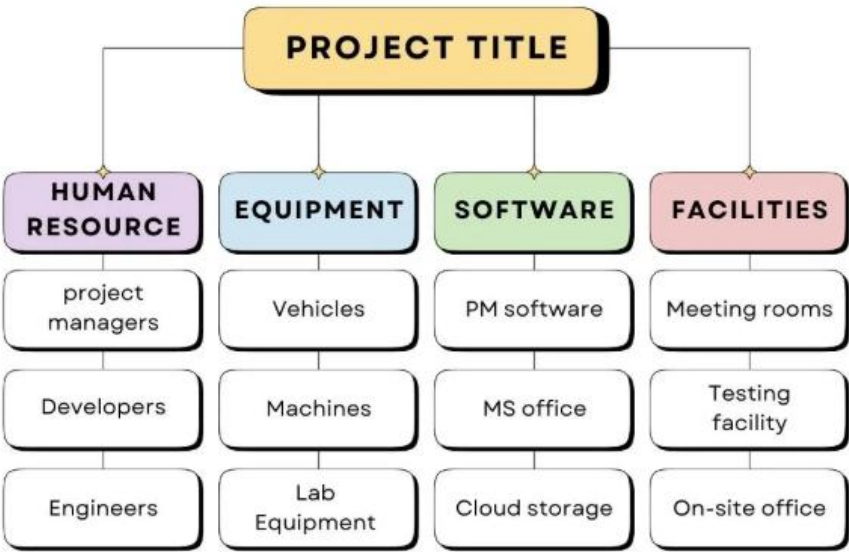 PROJECT TITLE
HUMAN
RESOURCE
EQUIPMENT
SOFTWARE
FACILITIES
project
managers
Vehicles
PM software
Meeting rooms
Developers
Machines
MS office
Testing
facility
Engineers
Lab
Equipment
Cloud storage
On-site office